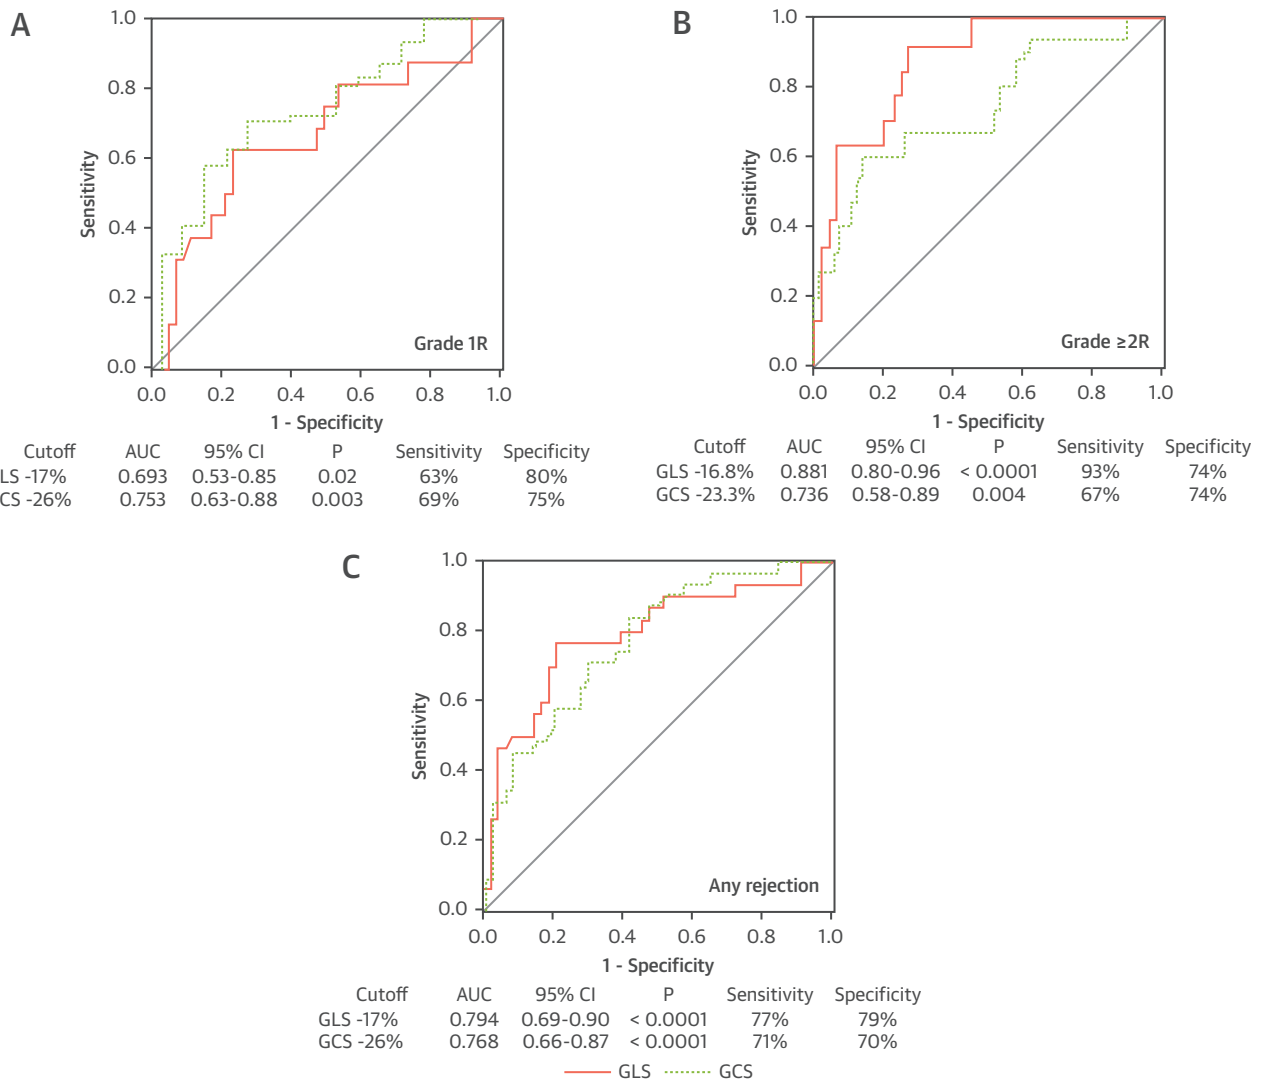 A
1.0
0.8
0.6
0.4
0.2
0.0
Sensitivity
Grade 1R
0.0 0.2 0.4 0.6 0.8 1.0
1 - Specificity
Cutoff AUC 95% CI P Sensitivity Specificity
LS -17% 0.693 0.53-0.85 0.02 63% 80%
CS -26% 0.753 0.63-0.88 0.003 69% 75%
B
1.0
0.8
0.6
0.4
0.2
0.0
Sensitivity
Grade ≥2R
0.0 0.2 0.4 0.6 0.8 1.0
1 - Specificity
Cutoff AUC 95% CI P Sensitivity Specificity
GLS -16.8% 0.881 0.80-0.96 < 0.0001 93% 74%
GCS -23.3% 0.736 0.58-0.89 0.004 67% 74%
C
1.0
0.8
0.6
0.4
0.2
0.0
Sensitivity
Any rejection
0.0 0.2 0.4 0.6 0.8 1.0
1 - Specificity
Cutoff AUC 95% CI P Sensitivity Specificity
GLS -17% 0.794 0.69-0.90 < 0.0001 77% 79%
GCS -26% 0.768 0.66-0.87 < 0.0001 71% 70%
GLS GCS